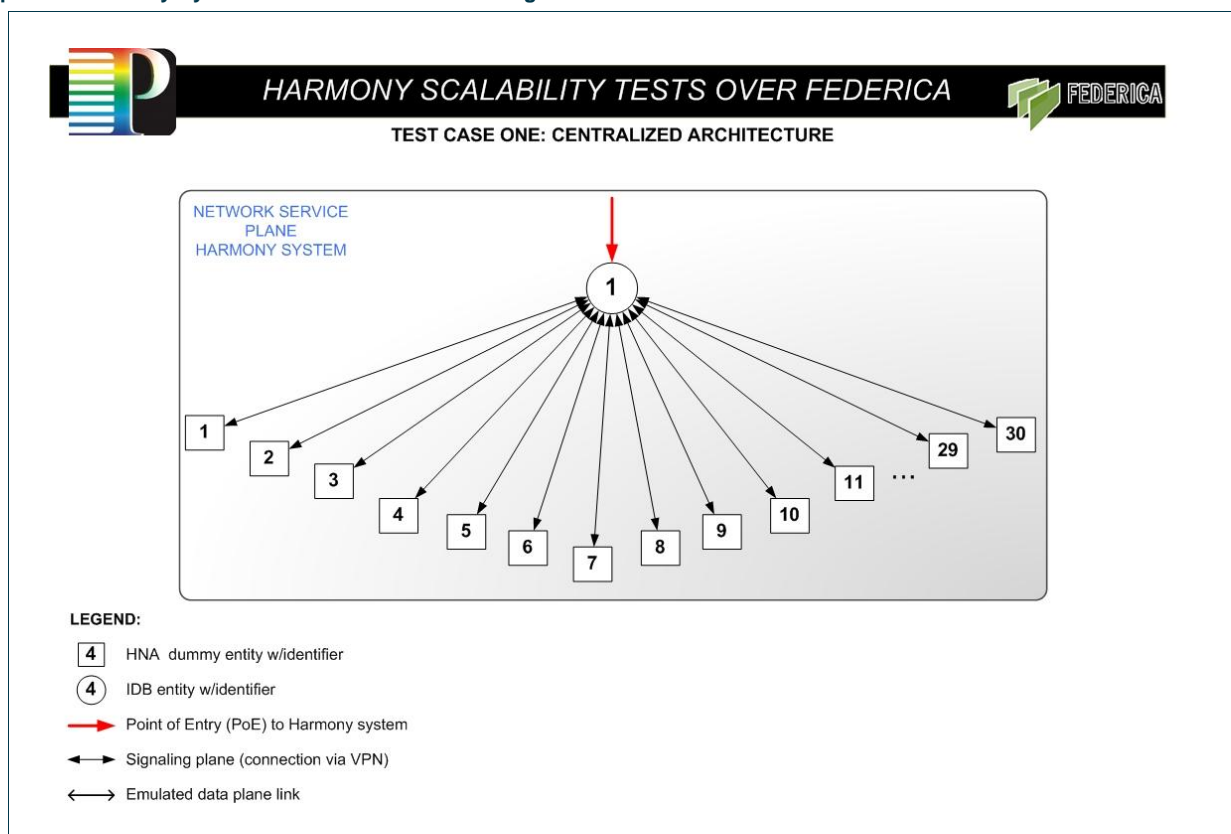 P
HARMONY SCALABILITY TESTS OVER FEDERICA
FEDERICA
TEST CASE ONE: CENTRALIZED ARCHITECTURE
NETWORK SERVICE
PLANE
HARMONY SYSTEM
1
1
2
3
4
5
6
7
8
9
10
11
...
29
30
LEGEND:
4 HNA dummy entity w/identifier
4 IDB entity w/identifier
Point of Entry (PoE) to Harmony system
Signaling plane (connection via VPN)
Emulated data plane link